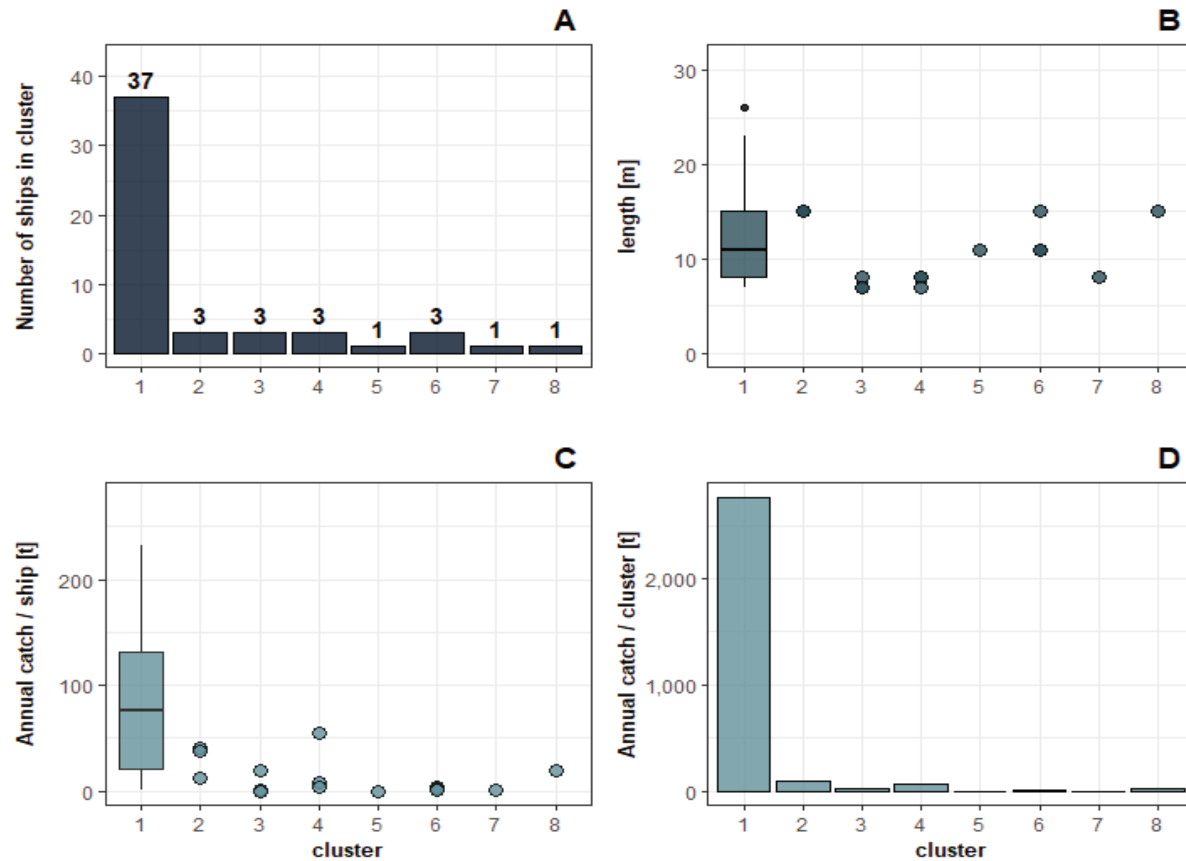 A
Number of ships in cluster
40
30
20
10
0
37
3
3
3
1
3
1
1
1 2 3 4 5 6 7 8
B
length [m]
30
20
10
0
1 2 3 4 5 6 7 8
C
Annual catch / ship [t]
200
100
0
1 2 3 4 5 6 7 8
cluster
D
Annual catch / cluster [t]
2,000
1,000
0
1 2 3 4 5 6 7 8
cluster